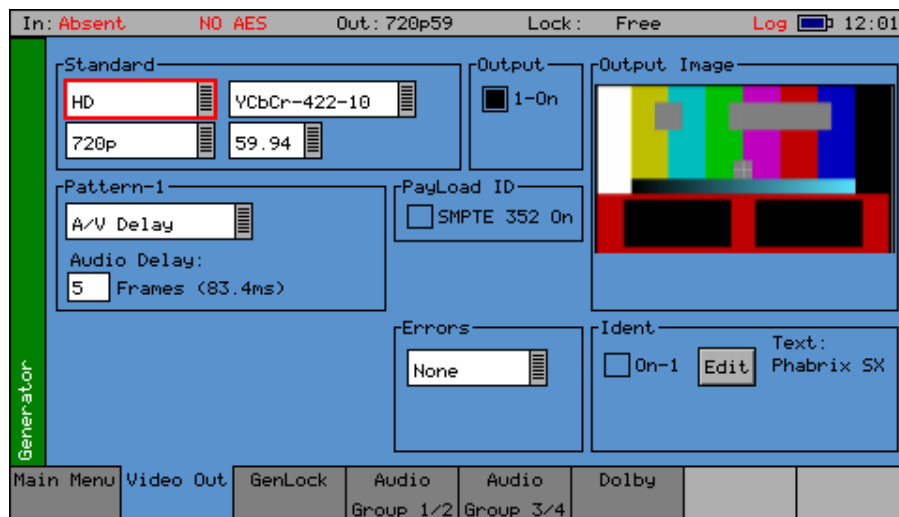 In: Absent NO AES Out: 720p59 Lock: Free Log 12:01
Standard
HD YCbCr-422-10
720p 59.94
Output
1-On
Output Image
Pattern-1
A/V Delay
Audio Delay:
5 Frames (83.4ms)
PayLoad ID
SMPTE 352 On
Errors
None
Ident
On-1 Edit
Text:
Phabrix SX
Generator
Main Menu Video Out GenLock Audio Group 1/2 Audio Group 3/4 Dolby